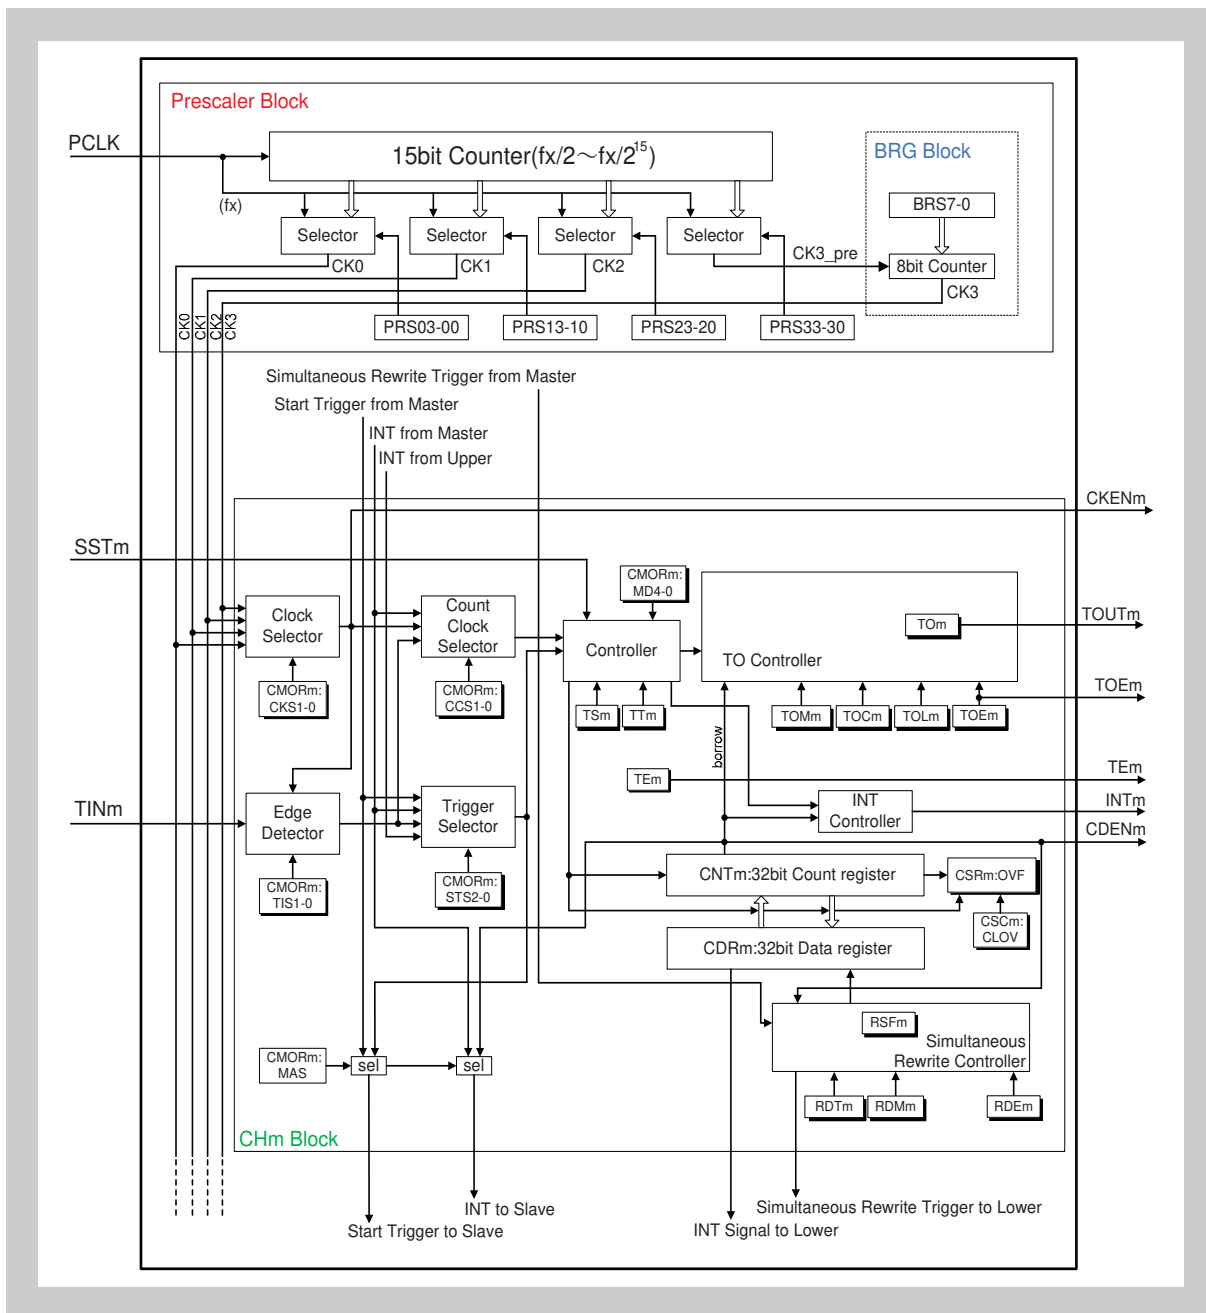 Prescaler Block
PCLK
15bit Counter(fx/2～fx/2¹⁵)
BRG Block
(fx)
BRS7-0
Selector
Selector
Selector
Selector
CK3_pre
8bit Counter
CK0
CK1
CK2
CK3
CK0
CK1
CK2
CK3
PRS03-00
PRS13-10
PRS23-20
PRS33-30
Simultaneous Rewrite Trigger from Master
Start Trigger from Master
INT from Master
INT from Upper
CKENm
SSTm
CMORm:
MD4-0
Clock
Selector
Count
Clock
Selector
Controller
TO Controller
TOm
TOUTm
CMORm:
CKS1-0
CMORm:
CCS1-0
TSm
TTm
TOMm
TOCm
TOLm
TOEm
TOEm
borrow
TEm
TEm
TINm
Edge
Detector
Trigger
Selector
INT
Controller
INTm
CDENm
CMORm:
TIS1-0
CMORm:
STS2-0
CNTm:32bit Count register
CSRm:OVF
CSCm:
CLOV
CDRm:32bit Data register
RSFm
Simultaneous
Rewrite Controller
CMORm:
MAS
sel
sel
RDTm
RDMm
RDEm
CHm Block
INT to Slave
Start Trigger to Slave
Simultaneous Rewrite Trigger to Lower
INT Signal to Lower